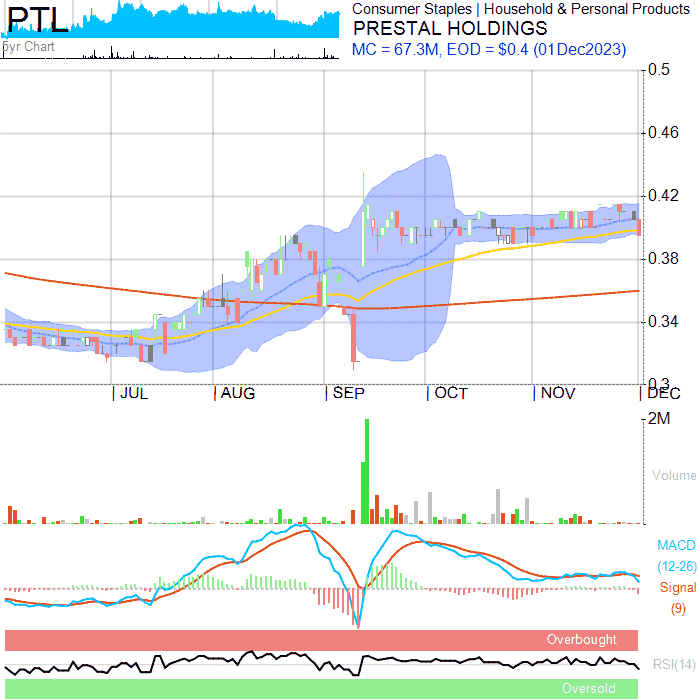 PTL
5yr Chart
Consumer Staples | Household & Personal Products
PRESTAL HOLDINGS
MC = 67.3M, EOD = $0.4 (01Dec2023)
0.5
0.46
0.42
0.38
0.34
0.3
| JUL | AUG | SEP | OCT | NOV | DEC
2M
Volume
MACD
(12-26)
Signal
(9)
Overbought
RSI(14)
Oversold